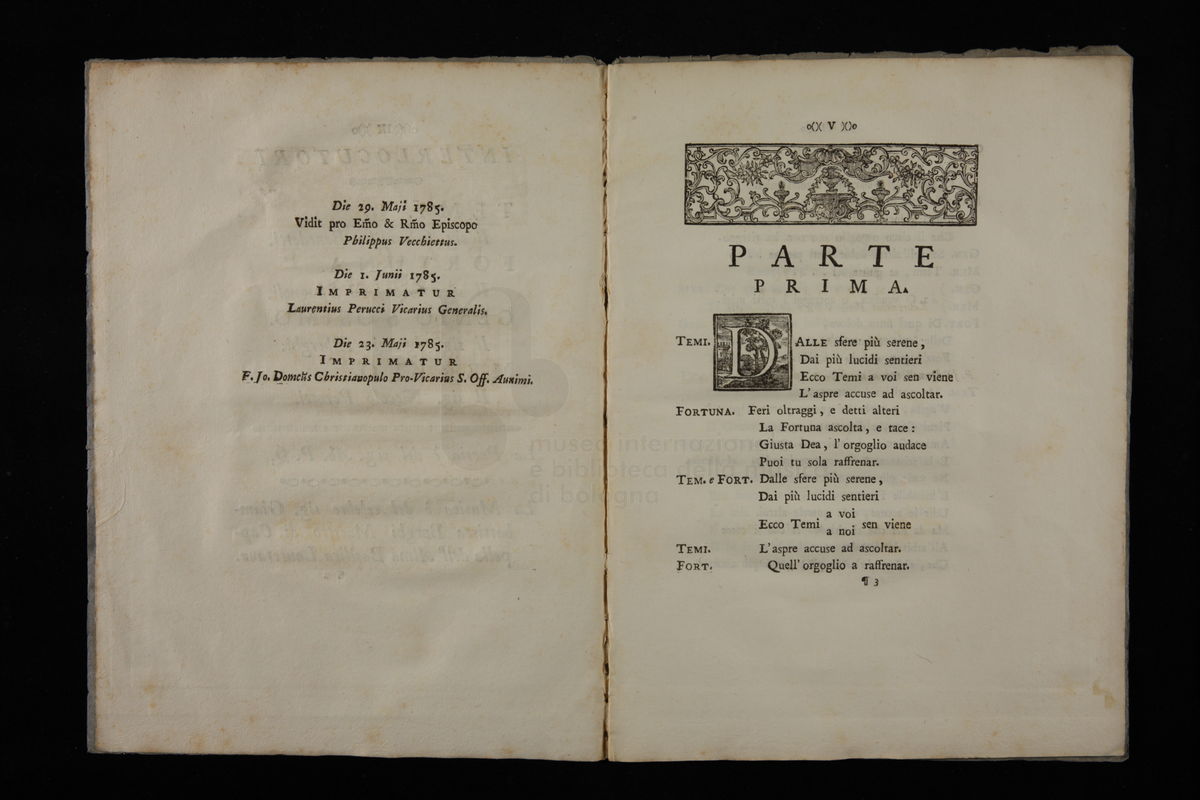 Die 29. Maji 1785.
Vidit pro Em̃o & Rm̃o Episcopo
Philippus Vecchiettus.
Die 1. Junii 1785.
IMPRIMATUR
Laurentius Perucci Vicarius Generalis.
Die 23. Maji 1785.
IMPRIMATUR
F. Jo. Domĉus Christianopulo Pro-Vicarius S. Off. Auximi.
V
PARTE
PRIMA.
TEMI. DALLE sfere più serene,
Dai più lucidi sentieri
Ecco Temi a voi sen viene
L'aspre accuse ad ascoltar.
FORTUNA. Feri oltraggi, e detti alteri
La Fortuna ascolta, e tace:
Giusta Dea, l'orgoglio audace
Puoi tu sola raffrenar.
TEM. e FORT. Dalle sfere più serene,
Dai più lucidi sentieri
Ecco Temi a voi
a noi sen viene
TEMI. L'aspre accuse ad ascoltar.
FORT. Quell' orgoglio a raffrenar.
¶ 3
museo internazionale
e biblioteca della
di bologna